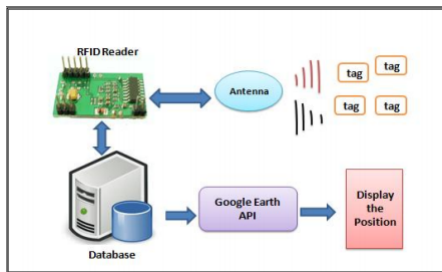 RFID Reader
Antenna
tag
tag
tag
tag
Database
Google Earth
API
Display
the
Position